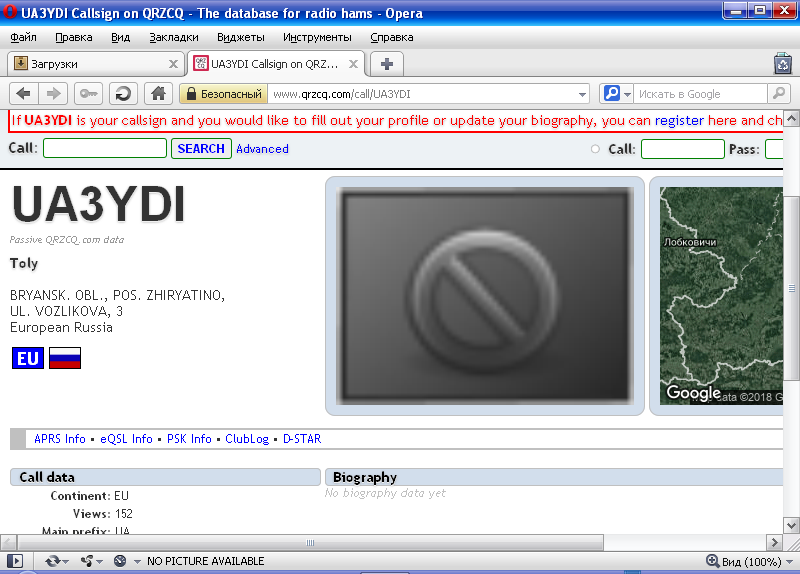 UA3YDI Callsign on QRZCQ - The database for radio hams - Opera
Файл Правка Вид Закладки Виджеты Инструменты Справка
Загрузки UA3YDI Callsign on QRZ...
Безопасный www.qrzcq.com/call/UA3YDI Искать в Google
If UA3YDI is your callsign and you would like to fill out your profile or update your biography, you can register here and ch
Call: SEARCH Advanced Call: Pass:
UA3YDI
Passive QRZCQ.com data
Toly
BRYANSK. OBL., POS. ZHIRYATINO,
UL. VOZLIKOVA, 3
European Russia
EU
Лобковичи
Google Map data ©2018 G
APRS Info • eQSL Info • PSK Info • ClubLog • D-STAR
Call data
Continent: EU
Views: 152
Main prefix: UA
Biography
No biography data yet
NO PICTURE AVAILABLE Вид (100%)